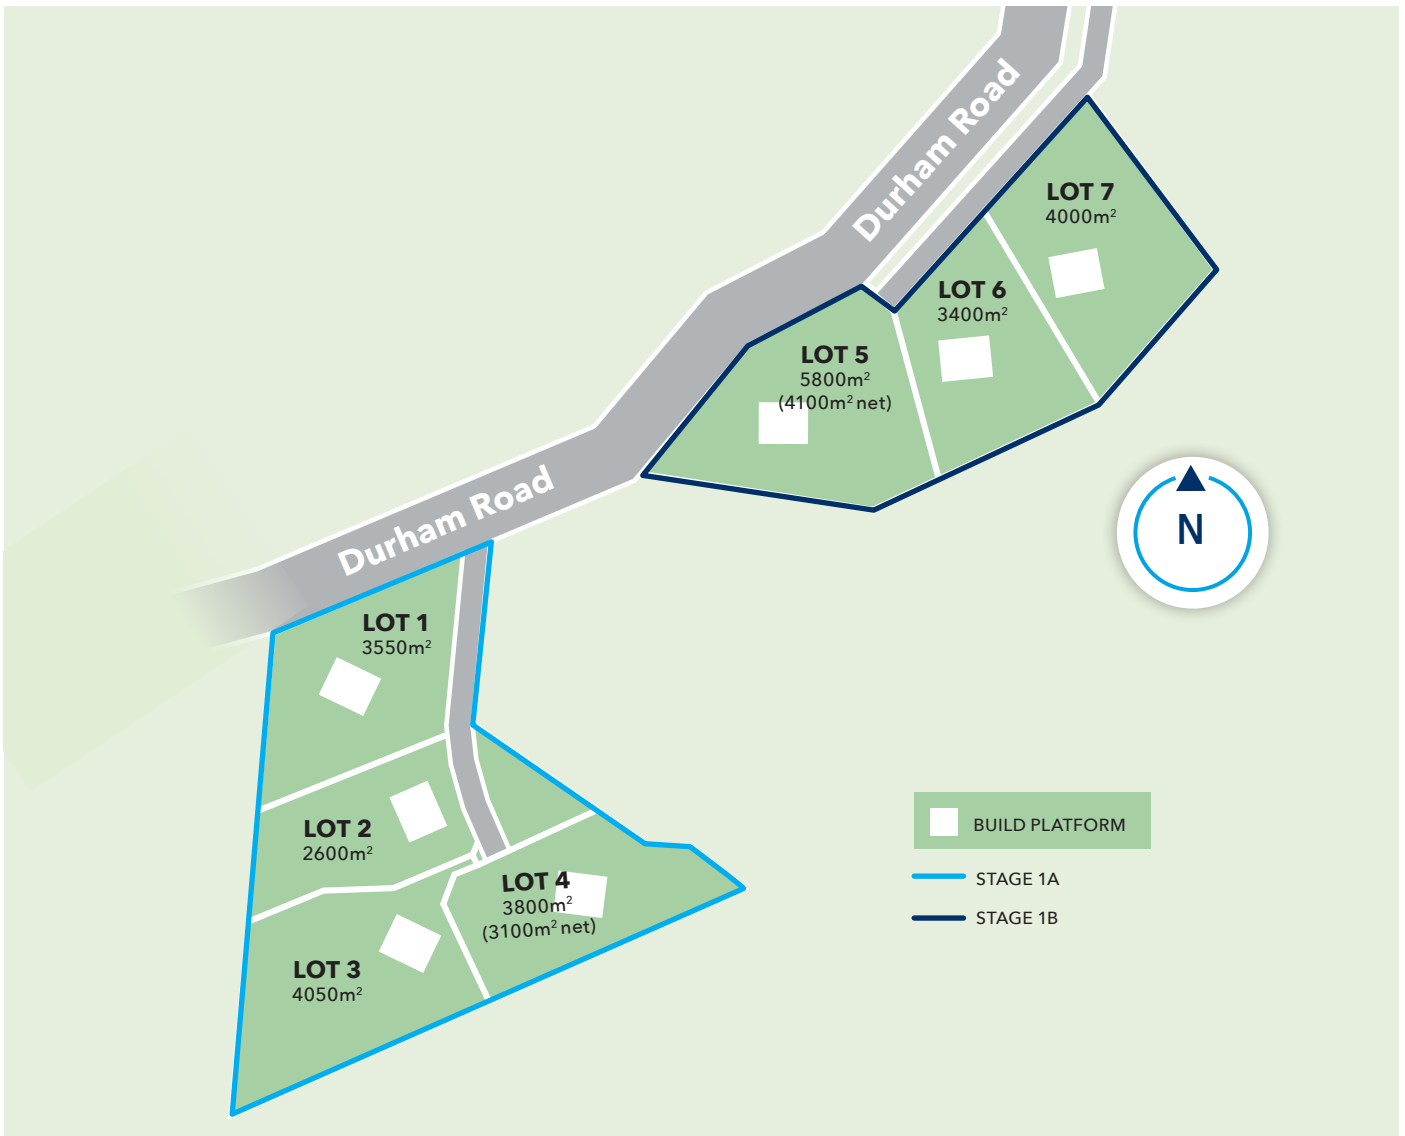 Durham Road
LOT 7
4000m²
LOT 6
3400m²
LOT 5
5800m²
(4100m² net)
Durham Road
N
LOT 1
3550m²
LOT 2
2600m²
LOT 4
3800m²
(3100m² net)
LOT 3
4050m²
BUILD PLATFORM
STAGE 1A
STAGE 1B